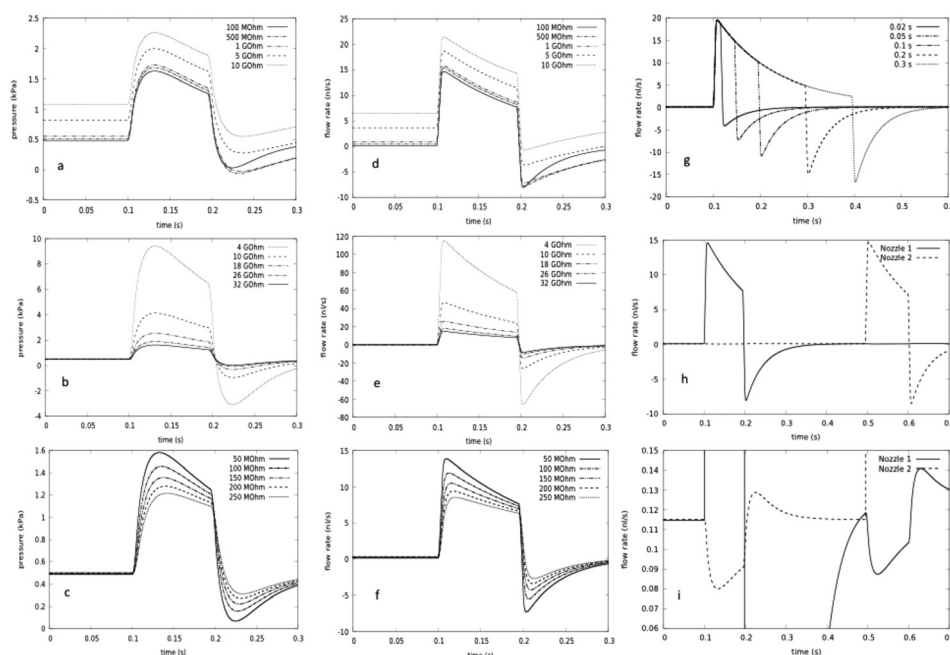 pressure (kPa)
2.5
2
1.5
1
0.5
0
-0.5
100 MOhm
500 MOhm
1 GOhm
5 GOhm
10 GOhm
a
0 0.05 0.1 0.15 0.2 0.25 0.3
time (s)
flow rate (nl/s)
25
20
15
10
5
0
-5
-10
100 MOhm
500 MOhm
1 GOhm
5 GOhm
10 GOhm
d
0 0.05 0.1 0.15 0.2 0.25 0.3
time (s)
flow rate (nl/s)
20
15
10
5
0
-5
-10
-15
20
0.02 s
0.05 s
0.1 s
0.2 s
0.3 s
g
0 0.1 0.2 0.3 0.4 0.5 0.
time (s)
pressure (kPa)
10
8
6
4
2
0
-2
-4
4 GOhm
10 GOhm
18 GOhm
26 GOhm
32 GOhm
b
0 0.05 0.1 0.15 0.2 0.25 0.3
time (s)
flow rate (nl/s)
120
100
80
60
40
20
0
-20
-40
-60
-80
4 GOhm
10 GOhm
18 GOhm
26 GOhm
32 GOhm
e
0 0.05 0.1 0.15 0.2 0.25 0.3
time (s)
flow rate (nl/s)
15
10
5
0
-5
-10
Nozzle 1
Nozzle 2
h
0 0.1 0.2 0.3 0.4 0.5 0.6 0.7
time (s)
pressure (kPa)
1.6
1.4
1.2
1
0.8
0.6
0.4
0.2
0
50 MOhm
100 MOhm
150 MOhm
200 MOhm
250 MOhm
c
0 0.05 0.1 0.15 0.2 0.25 0.3
time (s)
flow rate (nl/s)
15
10
5
0
-5
-10
50 MOhm
100 MOhm
150 MOhm
200 MOhm
250 MOhm
f
0 0.05 0.1 0.15 0.2 0.25 0.3
time (s)
flow rate (nl/s)
0.15
0.14
0.13
0.12
0.11
0.1
0.09
0.08
0.07
0.06
Nozzle 1
Nozzle 2
i
0 0.1 0.2 0.3 0.4 0.5 0.6 0.7
time (s)